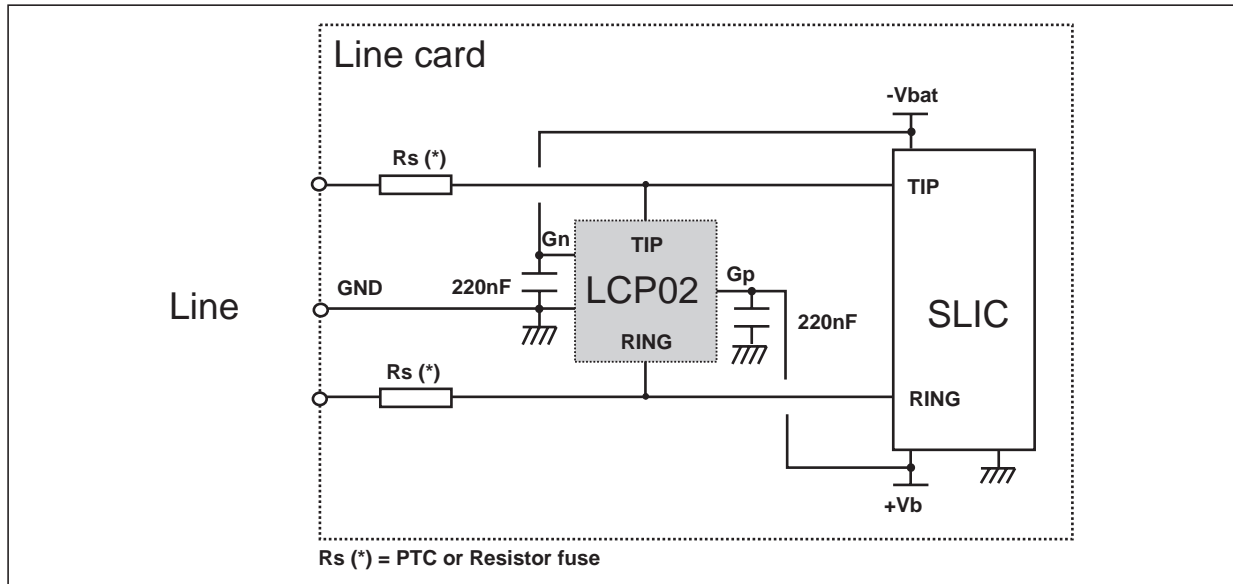 Line card
-Vbat
Rs (*)
TIP
Gn
TIP
Gp
LCP02
GND
220nF
Line
220nF
SLIC
RING
Rs (*)
RING
+Vb
Rs (*) = PTC or Resistor fuse